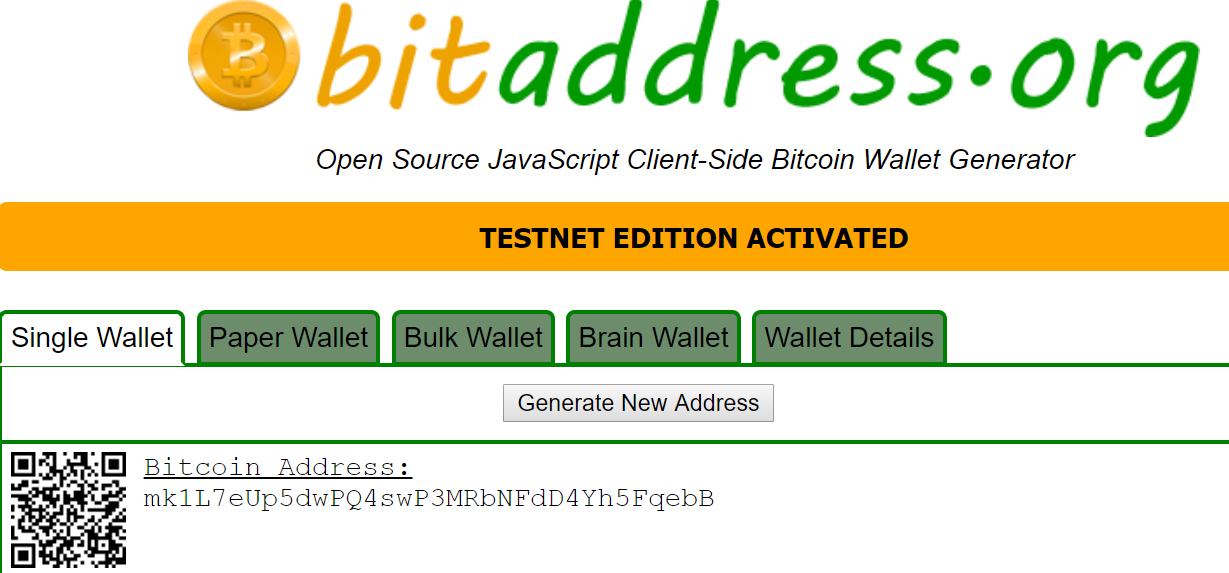 bitaddress.org
Open Source JavaScript Client-Side Bitcoin Wallet Generator
TESTNET EDITION ACTIVATED
Single Wallet Paper Wallet Bulk Wallet Brain Wallet Wallet Details
Generate New Address
Bitcoin Address:
mk1L7eUp5dwPQ4swP3MRbNFdD4Yh5FqebB